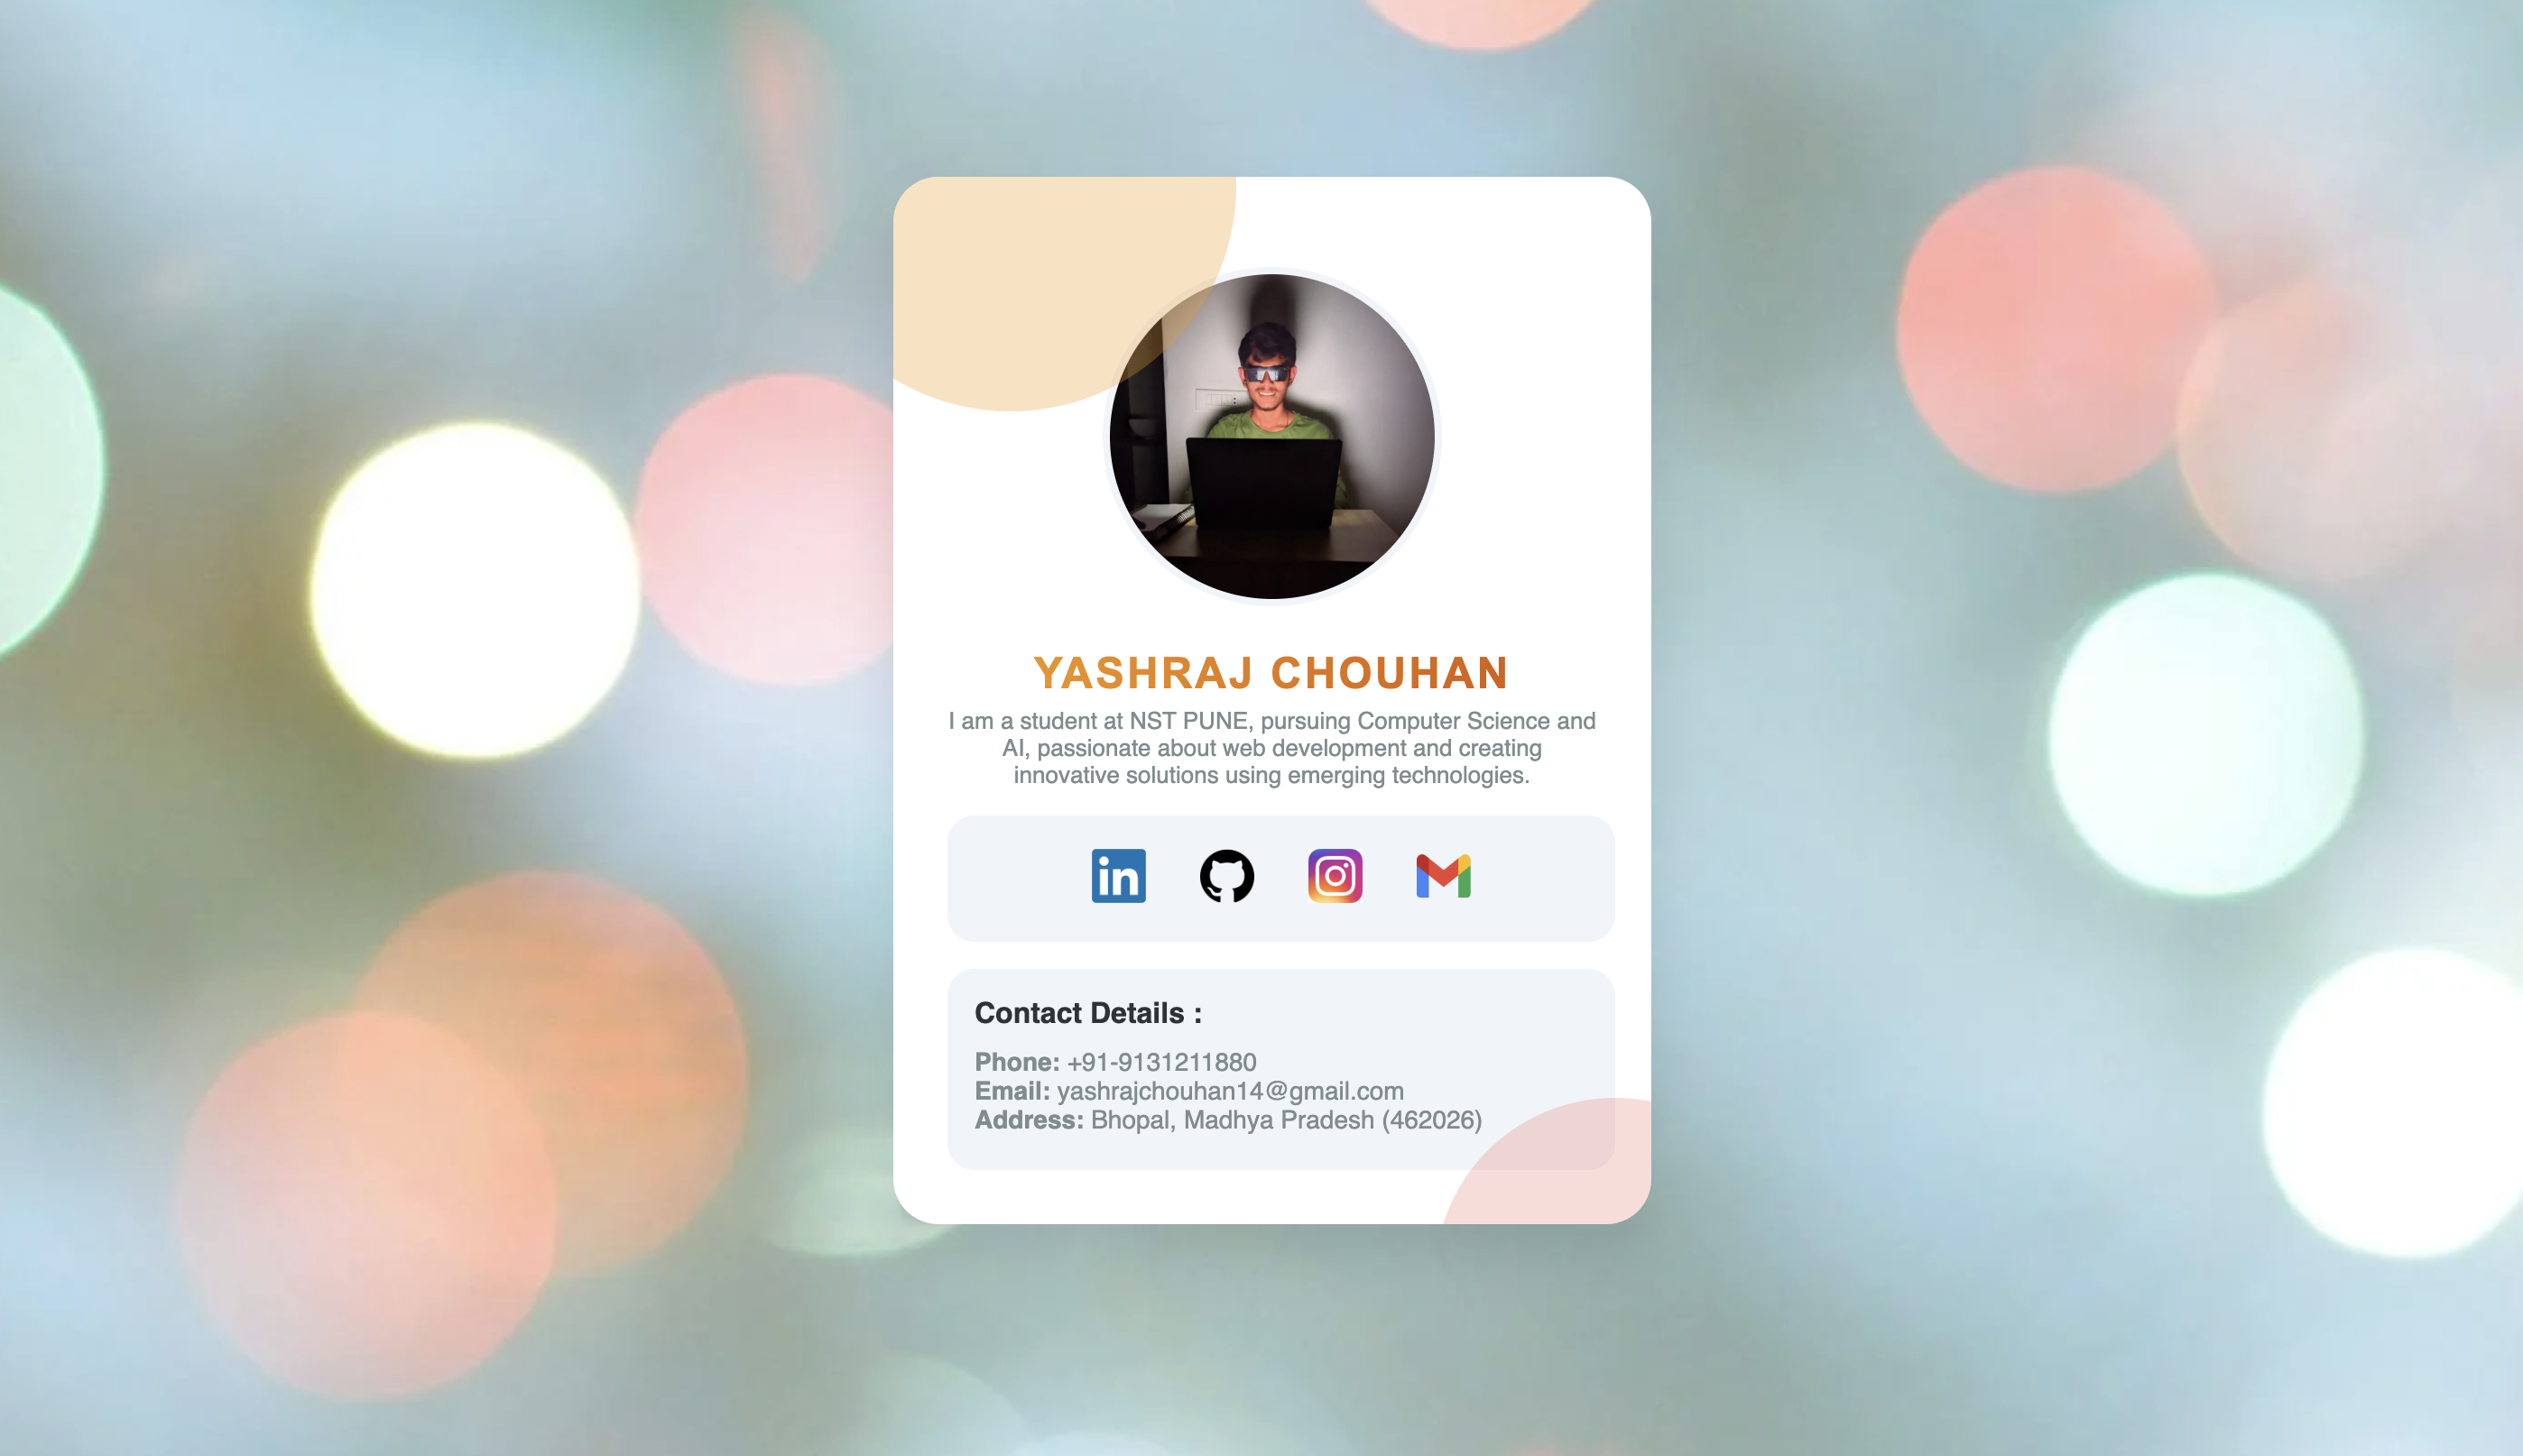 YASHRAJ CHOUHAN
I am a student at NST PUNE, pursuing Computer Science and
AI, passionate about web development and creating
innovative solutions using emerging technologies.
in
Contact Details :
Phone: +91-9131211880
Email: yashrajchouhan14@gmail.com
Address: Bhopal, Madhya Pradesh (462026)